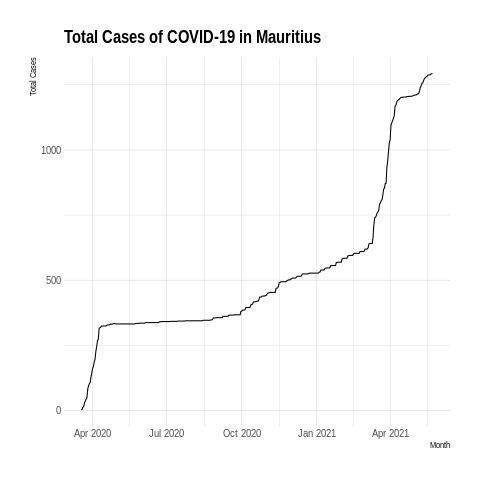 Total Cases of COVID-19 in Mauritius
Total Cases
1000
500
0
Apr 2020
Jul 2020
Oct 2020
Jan 2021
Apr 2021
Month